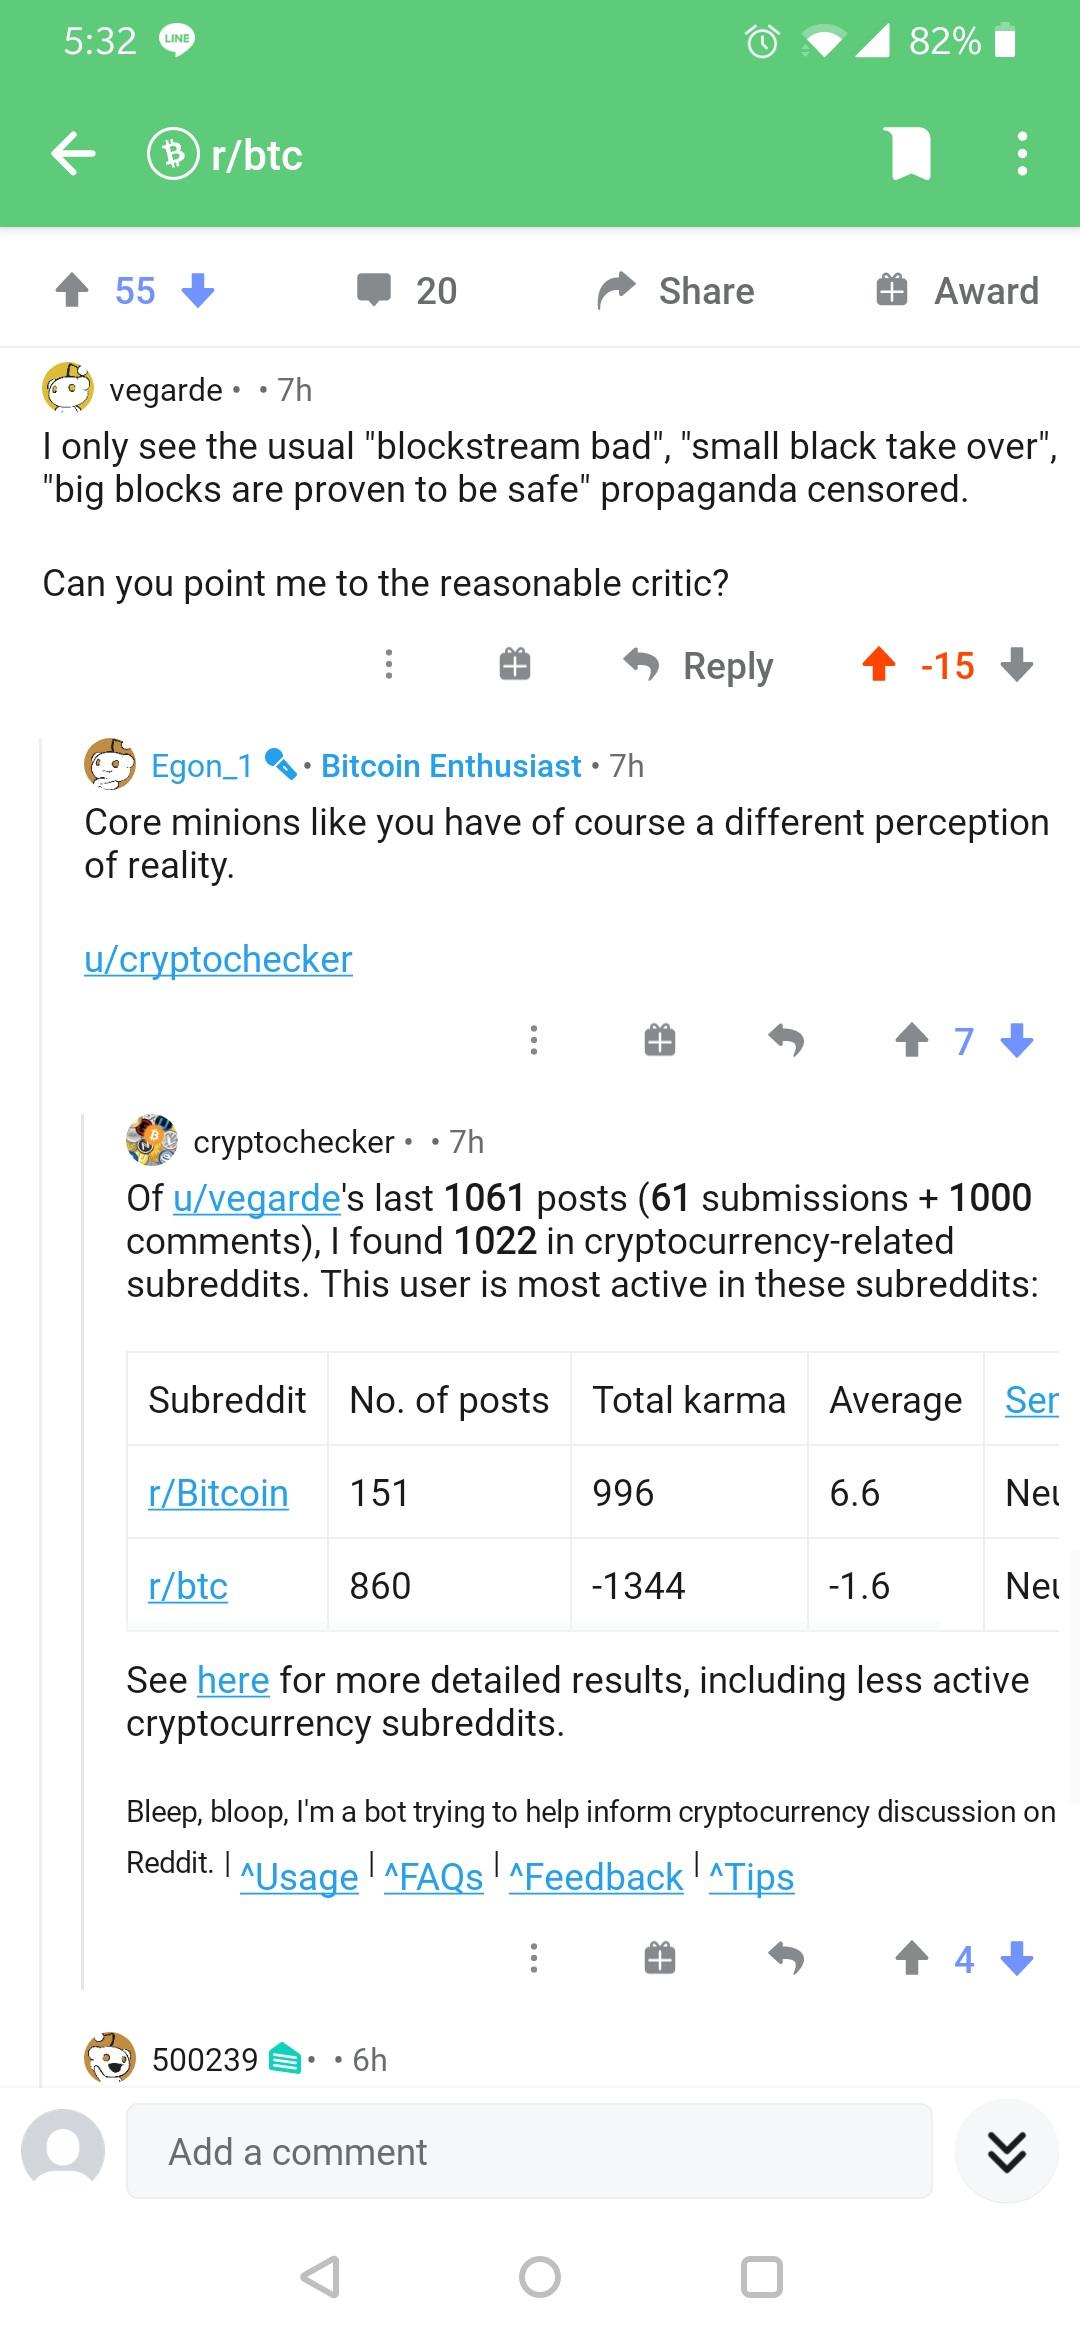 5:32 LINE 82%
r/btc
55 20 Share Award
vegarde • • 7h
I only see the usual "blockstream bad", "small black take over",
"big blocks are proven to be safe" propaganda censored.
Can you point me to the reasonable critic?
Reply -15
Egon_1 • Bitcoin Enthusiast • 7h
Core minions like you have of course a different perception
of reality.
u/cryptochecker
7
cryptochecker • • 7h
Of u/vegarde's last 1061 posts (61 submissions + 1000
comments), I found 1022 in cryptocurrency-related
subreddits. This user is most active in these subreddits:
Subreddit No. of posts Total karma Average Sen
r/Bitcoin 151 996 6.6 Neu
r/btc 860 -1344 -1.6 Neu
See here for more detailed results, including less active
cryptocurrency subreddits.
Bleep, bloop, I'm a bot trying to help inform cryptocurrency discussion on
Reddit. | ^Usage | ^FAQs | ^Feedback | ^Tips
4
500239 • • 6h
Add a comment